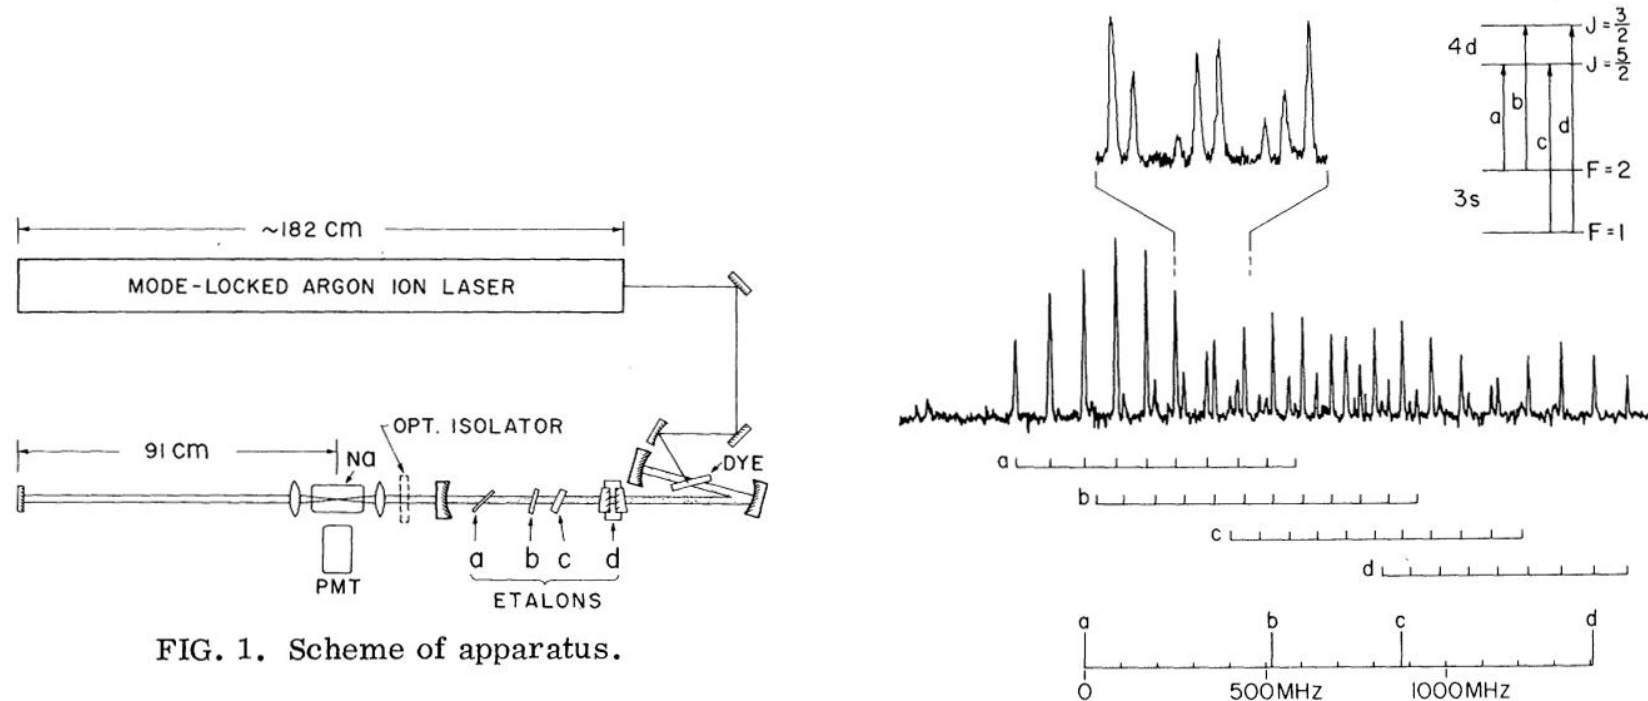 ~182 CM
MODE-LOCKED ARGON ION LASER
OPT. ISOLATOR
91 CM
Na
DYE
PMT
a b c d
ETALONS
FIG. 1. Scheme of apparatus.
4d
J = 3/2
J = 5/2
a b c d
F = 2
3s
F = 1
a
b
c
d
a b c d
0 500MHz 1000MHz